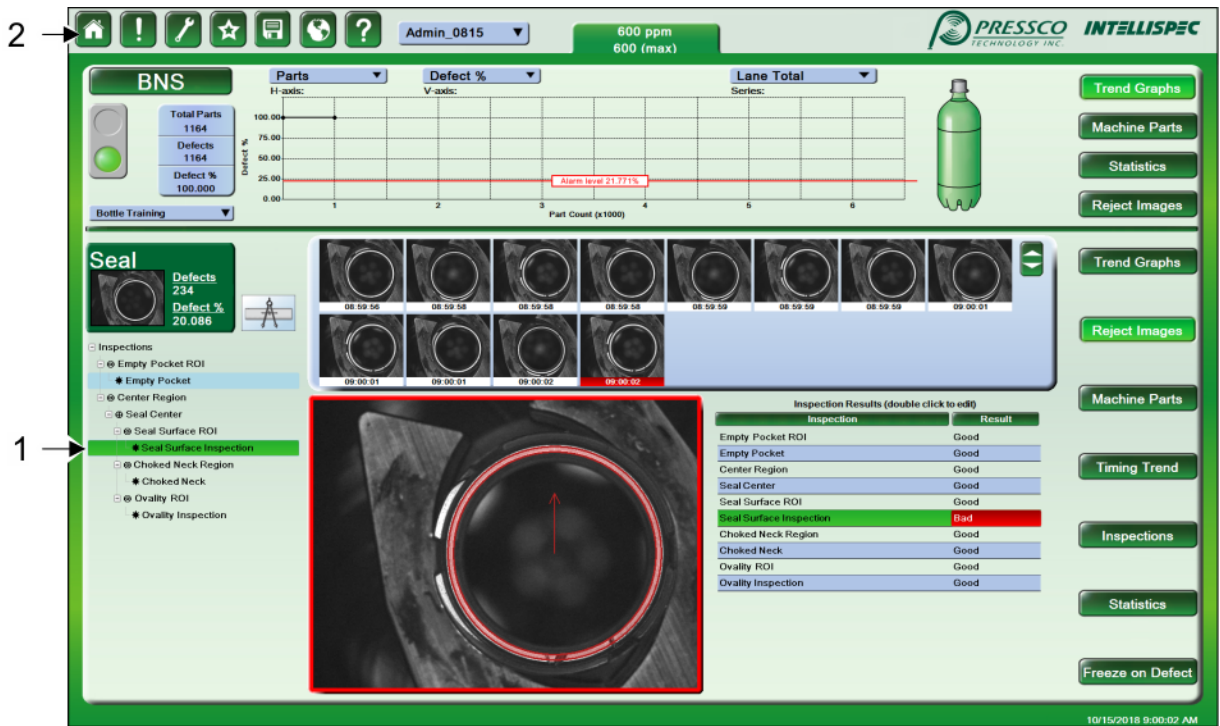 2
!
?
Admin_0815
600 ppm
600 (max)
PRESSCO
TECHNOLOGY INC.
INTELLISPEC
BNS
Total Parts
1164
Defects
1164
Defect %
100.000
Bottle Training
Parts
H-axis:
Defect %
V-axis:
Lane Total
Series:
Defect %
100.00
75.00
50.00
25.00
0.00
Alarm level 21.771%
1 2 3 4 5 6
Part Count (x1000)
Trend Graphs
Machine Parts
Statistics
Reject Images
Seal
Defects
234
Defect %
20.086
08:59:56 08:59:58 08:59:58 08:59:58 08:59:59 08:59:59 08:59:59 09:00:01
09:00:01 09:00:01 09:00:02 09:00:02
1
Inspections
Empty Pocket ROI
Empty Pocket
Center Region
Seal Center
Seal Surface ROI
Seal Surface Inspection
Choked Neck Region
Choked Neck
Ovality ROI
Ovality Inspection
Inspection Results (double click to edit)
Inspection Result
Empty Pocket ROI Good
Empty Pocket Good
Center Region Good
Seal Center Good
Seal Surface ROI Good
Seal Surface Inspection Bad
Choked Neck Region Good
Choked Neck Good
Ovality ROI Good
Ovality Inspection Good
Trend Graphs
Reject Images
Machine Parts
Timing Trend
Inspections
Statistics
Freeze on Defect
10/15/2018 9:00:02 AM